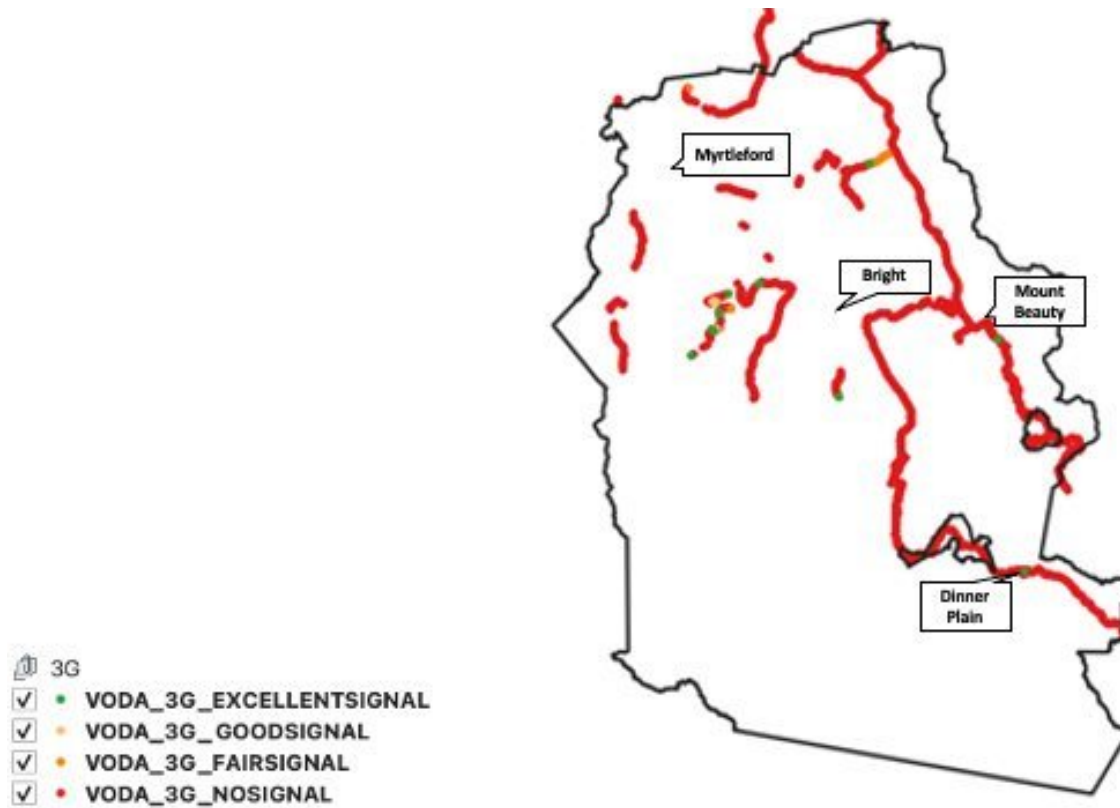 Myrtleford
Bright
Mount
Beauty
Dinner
Plain
3G
VODA_3G_EXCELLENTSIGNAL
VODA_3G_GOODSIGNAL
VODA_3G_FAIRSIGNAL
VODA_3G_NOSIGNAL